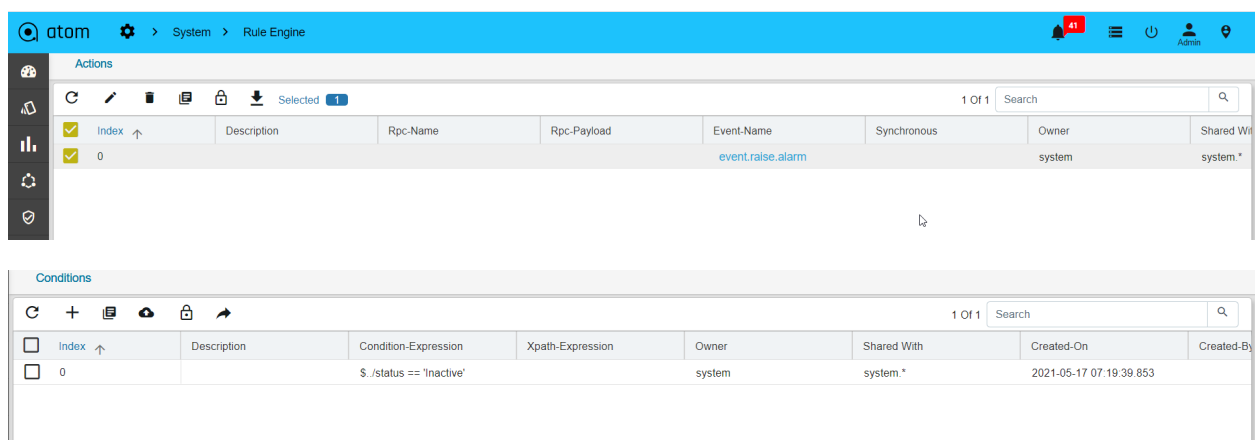 atom System Rule Engine 41 Admin
Actions
Selected 1 1 Of 1 Search
Index Description Rpc-Name Rpc-Payload Event-Name Synchronous Owner Shared Wit
0 event.raise.alarm system system.*
Conditions
1 Of 1 Search
Index Description Condition-Expression Xpath-Expression Owner Shared With Created-On Created-By
0 $../status == 'Inactive' system system.* 2021-05-17 07:19:39.853